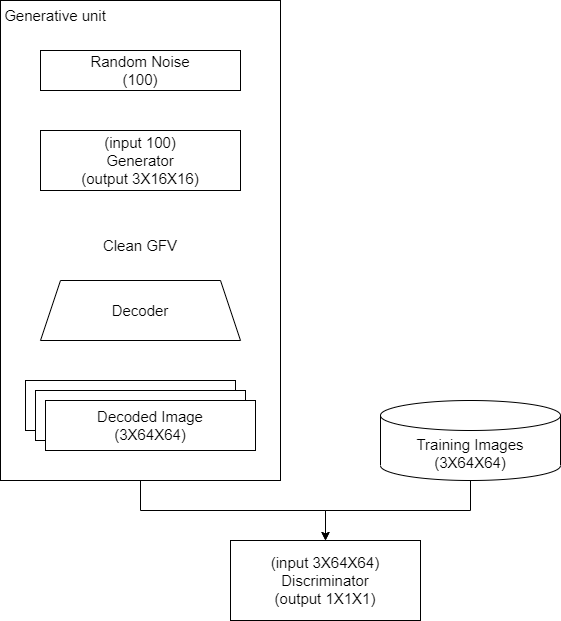 Generative unit
Random Noise
(100)
(input 100)
Generator
(output 3X16X16)
Clean GFV
Decoder
Decoded Image
(3X64X64)
Training Images
(3X64X64)
(input 3X64X64)
Discriminator
(output 1X1X1)